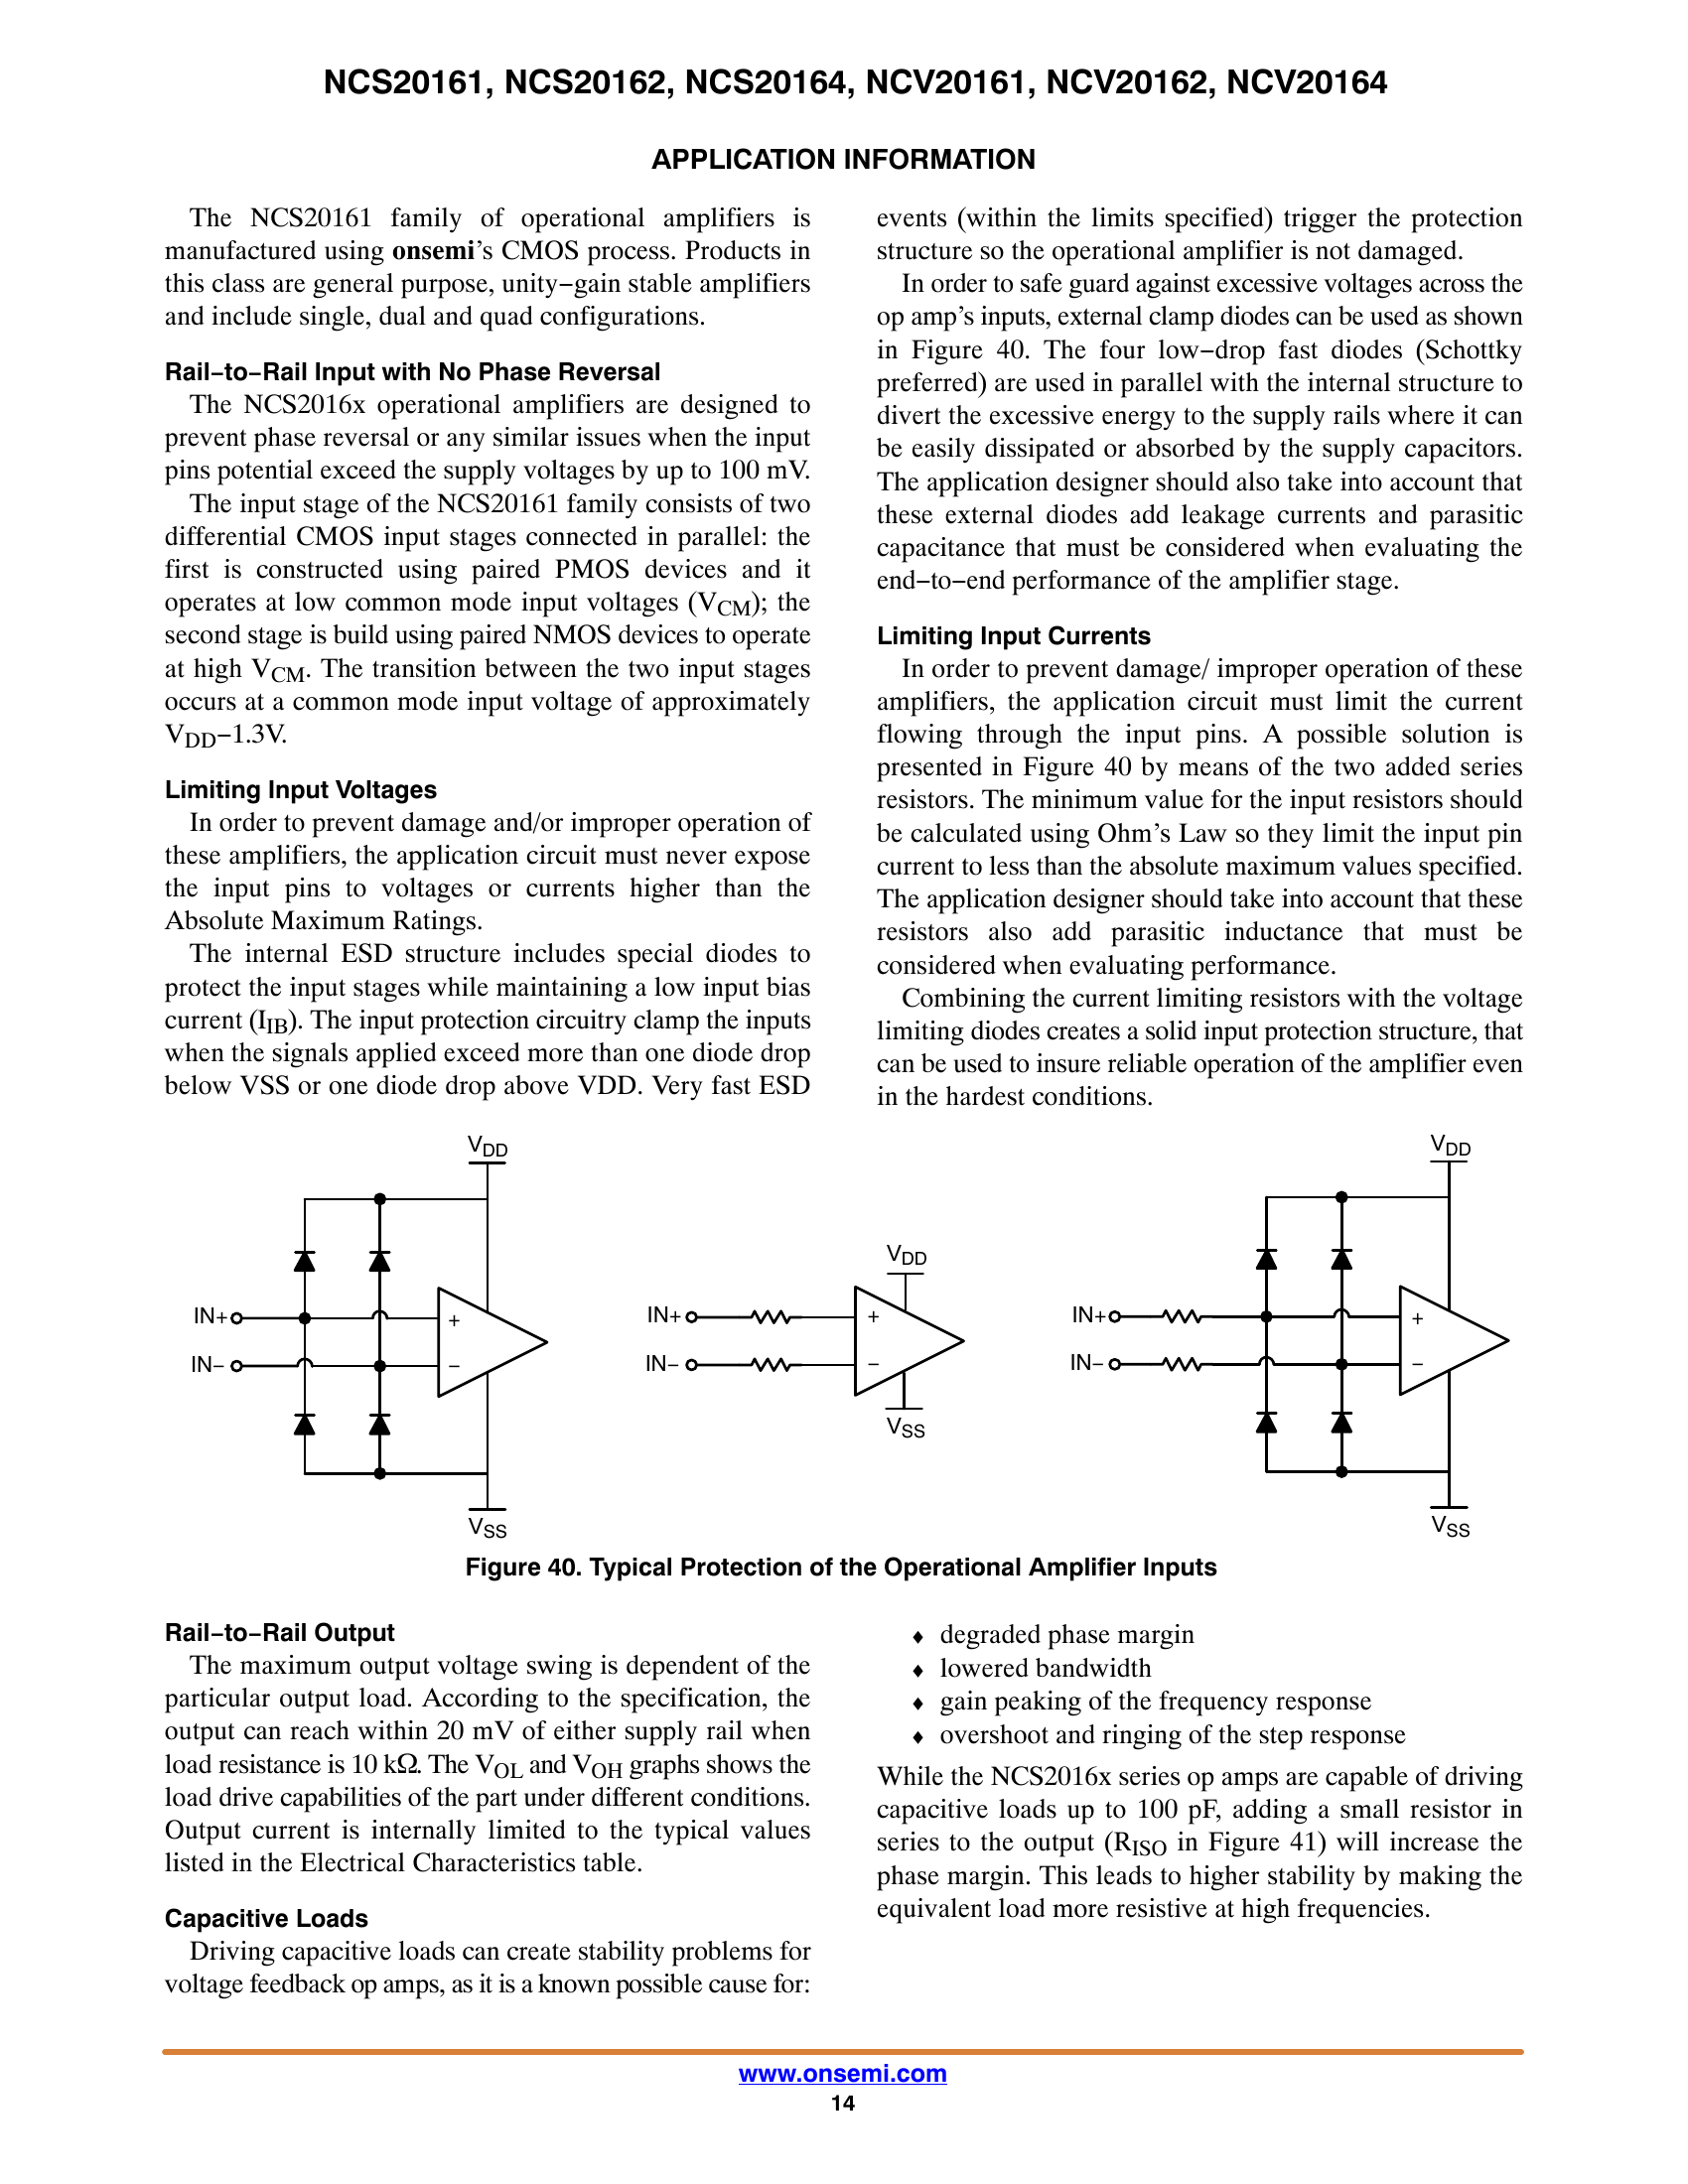 NCS20161, NCS20162, NCS20164, NCV20161, NCV20162, NCV20164
APPLICATION INFORMATION
The NCS20161 family of operational amplifiers is
manufactured using onsemi's CMOS process. Products in
this class are general purpose, unity−gain stable amplifiers
and include single, dual and quad configurations.
Rail−to−Rail Input with No Phase Reversal
The NCS2016x operational amplifiers are designed to
prevent phase reversal or any similar issues when the input
pins potential exceed the supply voltages by up to 100 mV.
The input stage of the NCS20161 family consists of two
differential CMOS input stages connected in parallel: the
first is constructed using paired PMOS devices and it
operates at low common mode input voltages (VCM); the
second stage is build using paired NMOS devices to operate
at high VCM. The transition between the two input stages
occurs at a common mode input voltage of approximately
VDD−1.3V.
Limiting Input Voltages
In order to prevent damage and/or improper operation of
these amplifiers, the application circuit must never expose
the input pins to voltages or currents higher than the
Absolute Maximum Ratings.
The internal ESD structure includes special diodes to
protect the input stages while maintaining a low input bias
current (IIB). The input protection circuitry clamp the inputs
when the signals applied exceed more than one diode drop
below VSS or one diode drop above VDD. Very fast ESD
events (within the limits specified) trigger the protection
structure so the operational amplifier is not damaged.
In order to safe guard against excessive voltages across the
op amp's inputs, external clamp diodes can be used as shown
in Figure 40. The four low−drop fast diodes (Schottky
preferred) are used in parallel with the internal structure to
divert the excessive energy to the supply rails where it can
be easily dissipated or absorbed by the supply capacitors.
The application designer should also take into account that
these external diodes add leakage currents and parasitic
capacitance that must be considered when evaluating the
end−to−end performance of the amplifier stage.
Limiting Input Currents
In order to prevent damage/ improper operation of these
amplifiers, the application circuit must limit the current
flowing through the input pins. A possible solution is
presented in Figure 40 by means of the two added series
resistors. The minimum value for the input resistors should
be calculated using Ohm's Law so they limit the input pin
current to less than the absolute maximum values specified.
The application designer should take into account that these
resistors also add parasitic inductance that must be
considered when evaluating performance.
Combining the current limiting resistors with the voltage
limiting diodes creates a solid input protection structure, that
can be used to insure reliable operation of the amplifier even
in the hardest conditions.
VDD
IN+
IN−
+
−
VSS
VDD
IN+
IN−
+
−
VSS
VDD
IN+
IN−
+
−
VSS
Figure 40. Typical Protection of the Operational Amplifier Inputs
Rail−to−Rail Output
The maximum output voltage swing is dependent of the
particular output load. According to the specification, the
output can reach within 20 mV of either supply rail when
load resistance is 10 kΩ. The VOL and VOH graphs shows the
load drive capabilities of the part under different conditions.
Output current is internally limited to the typical values
listed in the Electrical Characteristics table.
Capacitive Loads
Driving capacitive loads can create stability problems for
voltage feedback op amps, as it is a known possible cause for:
♦ degraded phase margin
♦ lowered bandwidth
♦ gain peaking of the frequency response
♦ overshoot and ringing of the step response
While the NCS2016x series op amps are capable of driving
capacitive loads up to 100 pF, adding a small resistor in
series to the output (RISO in Figure 41) will increase the
phase margin. This leads to higher stability by making the
equivalent load more resistive at high frequencies.
www.onsemi.com
14